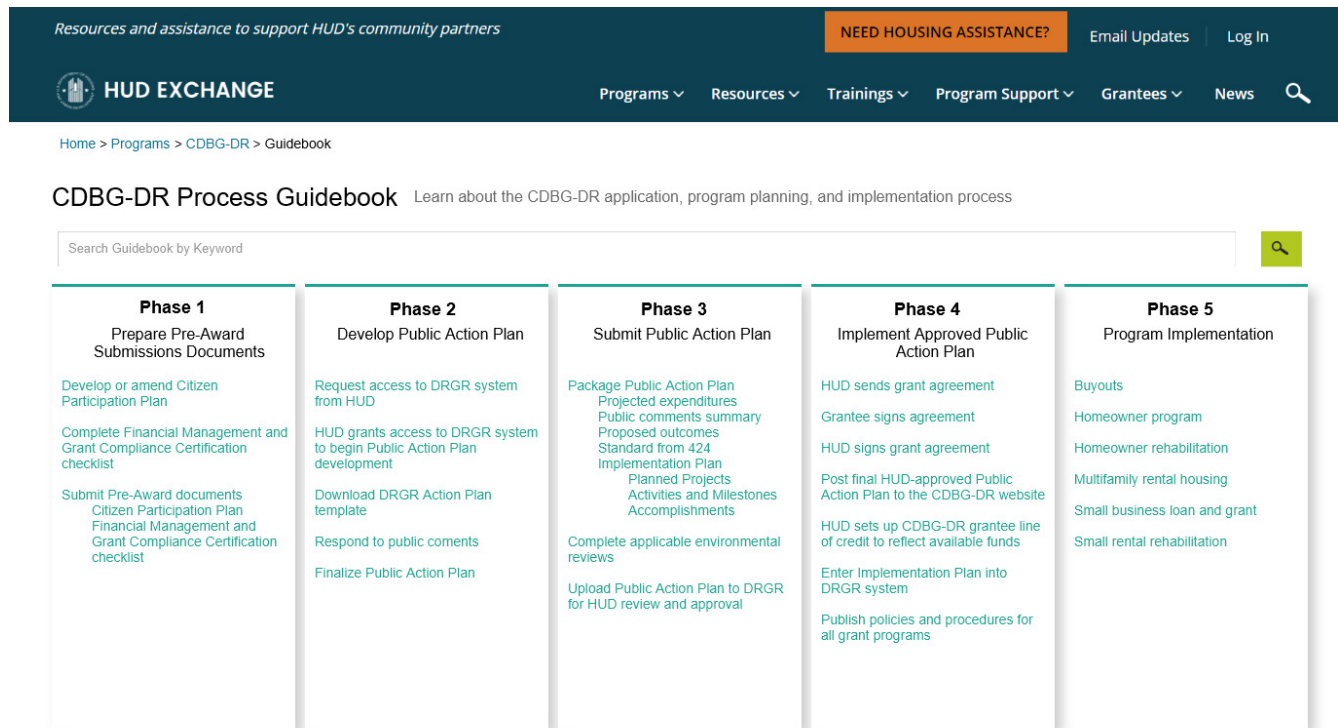 Resources and assistance to support HUD's community partners
NEED HOUSING ASSISTANCE?
Email Updates
Log In
HUD EXCHANGE
Programs
Resources
Trainings
Program Support
Grantees
News
Home > Programs > CDBG-DR > Guidebook
CDBG-DR Process Guidebook
Learn about the CDBG-DR application, program planning, and implementation process
Search Guidebook by Keyword
Phase 1
Prepare Pre-Award
Submissions Documents
Develop or amend Citizen
Participation Plan
Complete Financial Management and
Grant Compliance Certification
checklist
Submit Pre-Award documents
Citizen Participation Plan
Financial Management and
Grant Compliance Certification
checklist
Phase 2
Develop Public Action Plan
Request access to DRGR system
from HUD
HUD grants access to DRGR system
to begin Public Action Plan
development
Download DRGR Action Plan
template
Respond to public coments
Finalize Public Action Plan
Phase 3
Submit Public Action Plan
Package Public Action Plan
Projected expenditures
Public comments summary
Proposed outcomes
Standard from 424
Implementation Plan
Planned Projects
Activities and Milestones
Accomplishments
Complete applicable environmental
reviews
Upload Public Action Plan to DRGR
for HUD review and approval
Phase 4
Implement Approved Public
Action Plan
HUD sends grant agreement
Grantee signs agreement
HUD signs grant agreement
Post final HUD-approved Public
Action Plan to the CDBG-DR website
HUD sets up CDBG-DR grantee line
of credit to reflect available funds
Enter Implementation Plan into
DRGR system
Publish policies and procedures for
all grant programs
Phase 5
Program Implementation
Buyouts
Homeowner program
Homeowner rehabilitation
Multifamily rental housing
Small business loan and grant
Small rental rehabilitation